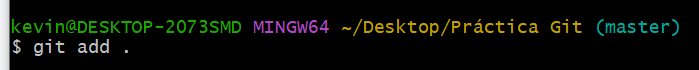 kevin@DESKTOP-2073SMD MINGW64 ~/Desktop/Práctica Git (master)
$ git add .